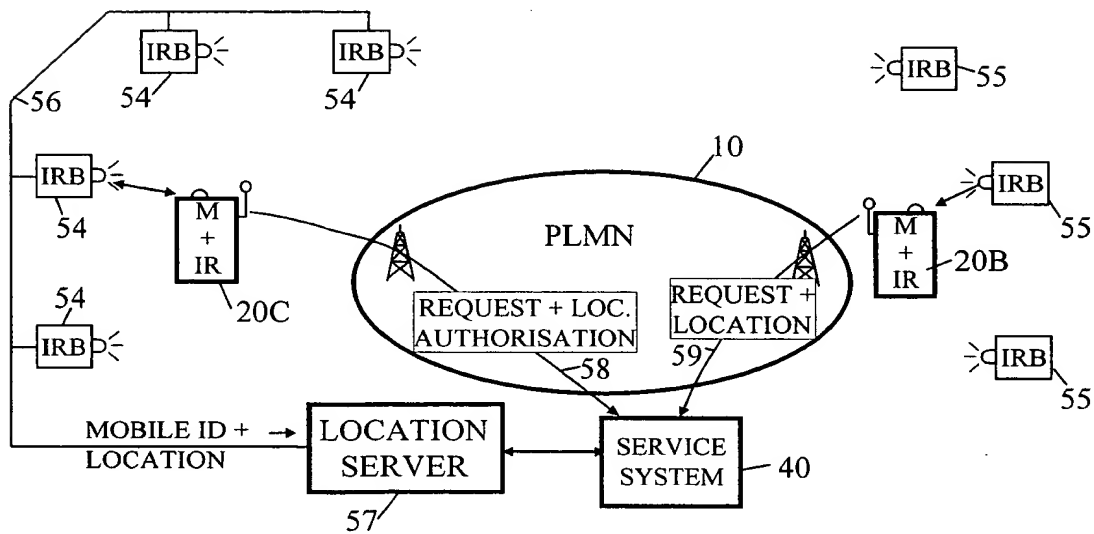 IRB
54
IRB
54
IRB
55
56
IRB
54
M
+
IR
20C
10
PLMN
M
+
IR
20B
IRB
55
REQUEST + LOC.
AUTHORISATION
58
REQUEST +
LOCATION
59
54
IRB
IRB
55
MOBILE ID +
LOCATION
LOCATION
SERVER
57
SERVICE
SYSTEM
40